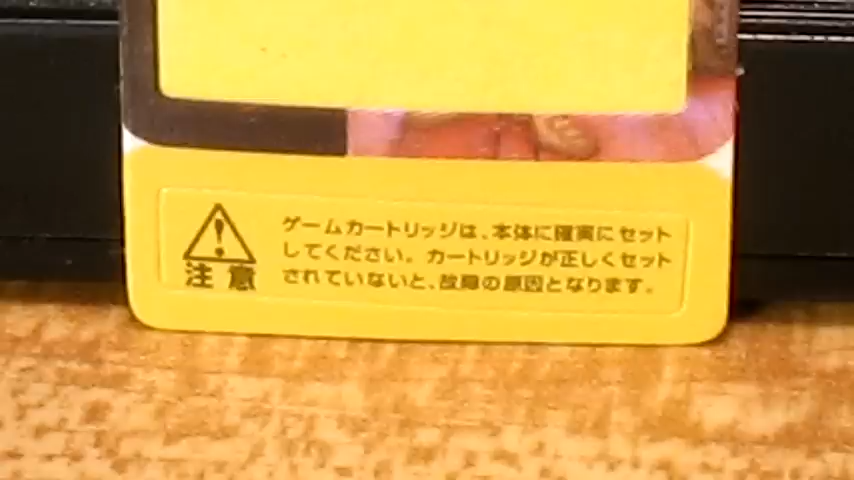 注意
ゲームカートリッジは、本体に確実にセット
してください。カートリッジが正しくセット
されていないと、故障の原因となります。